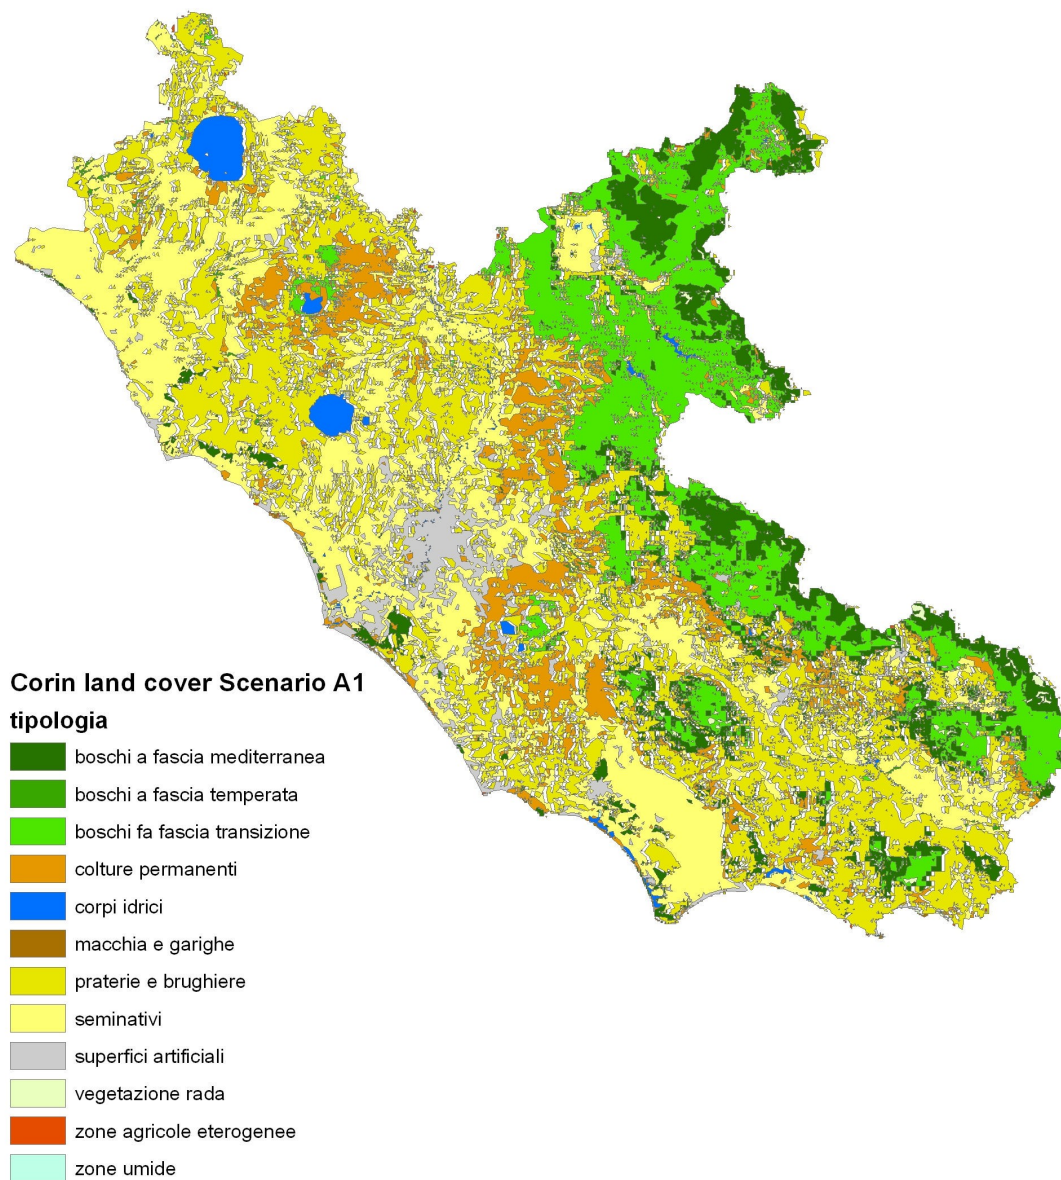 Corin land cover Scenario A1
tipologia
boschi a fascia mediterranea
boschi a fascia temperata
boschi fa fascia transizione
colture permanenti
corpi idrici
macchia e garighe
praterie e brughiere
seminativi
superfici artificiali
vegetazione rada
zone agricole eterogenee
zone umide